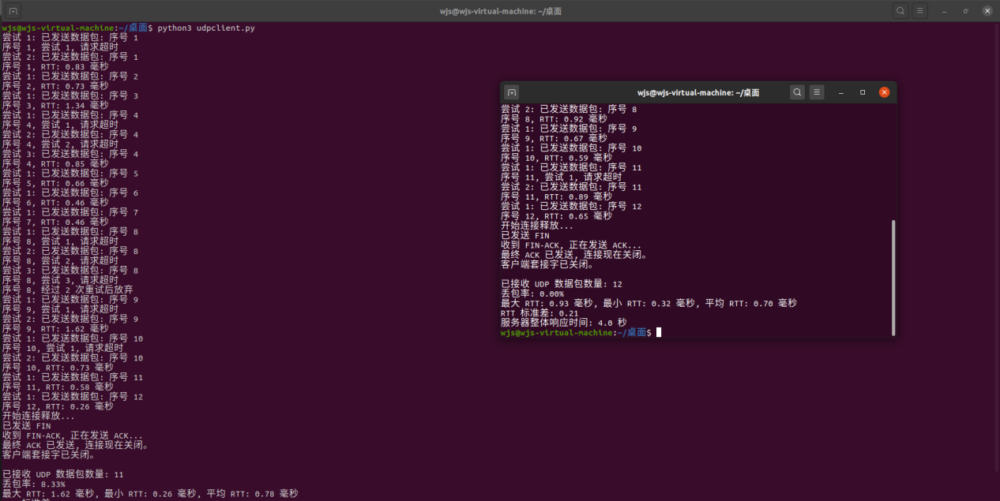 wjs@wjs-virtual-machine: ~/桌面
wjs@wjs-virtual-machine:~/桌面$ python3 udpclient.py
尝试 1: 已发送数据包: 序号 1
序号 1, 尝试 1, 请求超时
尝试 2: 已发送数据包: 序号 1
序号 1, RTT: 0.83 毫秒
尝试 1: 已发送数据包: 序号 2
序号 2, RTT: 0.73 毫秒
尝试 1: 已发送数据包: 序号 3
序号 3, RTT: 1.34 毫秒
尝试 1: 已发送数据包: 序号 4
序号 4, 尝试 1, 请求超时
尝试 2: 已发送数据包: 序号 4
序号 4, 尝试 2, 请求超时
尝试 3: 已发送数据包: 序号 4
序号 4, RTT: 0.85 毫秒
尝试 1: 已发送数据包: 序号 5
序号 5, RTT: 0.66 毫秒
尝试 1: 已发送数据包: 序号 6
序号 6, RTT: 0.46 毫秒
尝试 1: 已发送数据包: 序号 7
序号 7, RTT: 0.46 毫秒
尝试 1: 已发送数据包: 序号 8
序号 8, 尝试 1, 请求超时
尝试 2: 已发送数据包: 序号 8
序号 8, 尝试 2, 请求超时
尝试 3: 已发送数据包: 序号 8
序号 8, 尝试 3, 请求超时
序号 8, 经过 2 次重试后放弃
尝试 1: 已发送数据包: 序号 9
序号 9, 尝试 1, 请求超时
尝试 2: 已发送数据包: 序号 9
序号 9, RTT: 1.62 毫秒
尝试 1: 已发送数据包: 序号 10
序号 10, 尝试 1, 请求超时
尝试 2: 已发送数据包: 序号 10
序号 10, RTT: 0.73 毫秒
尝试 1: 已发送数据包: 序号 11
序号 11, RTT: 0.58 毫秒
尝试 1: 已发送数据包: 序号 12
序号 12, RTT: 0.26 毫秒
开始连接释放...
已发送 FIN
收到 FIN-ACK, 正在发送 ACK...
最终 ACK 已发送, 连接现在关闭。
客户端套接字已关闭。
已接收 UDP 数据包数量: 11
丢包率: 8.33%
最大 RTT: 1.62 毫秒, 最小 RTT: 0.26 毫秒, 平均 RTT: 0.78 毫秒
wjs@wjs-virtual-machine: ~/桌面
尝试 2: 已发送数据包: 序号 8
序号 8, RTT: 0.92 毫秒
尝试 1: 已发送数据包: 序号 9
序号 9, RTT: 0.67 毫秒
尝试 1: 已发送数据包: 序号 10
序号 10, RTT: 0.59 毫秒
尝试 1: 已发送数据包: 序号 11
序号 11, 尝试 1, 请求超时
尝试 2: 已发送数据包: 序号 11
序号 11, RTT: 0.89 毫秒
尝试 1: 已发送数据包: 序号 12
序号 12, RTT: 0.65 毫秒
开始连接释放...
已发送 FIN
收到 FIN-ACK, 正在发送 ACK...
最终 ACK 已发送, 连接现在关闭。
客户端套接字已关闭。
已接收 UDP 数据包数量: 12
丢包率: 0.00%
最大 RTT: 0.93 毫秒, 最小 RTT: 0.32 毫秒, 平均 RTT: 0.70 毫秒
RTT 标准差: 0.21
服务器整体响应时间: 4.0 秒
wjs@wjs-virtual-machine:~/桌面$